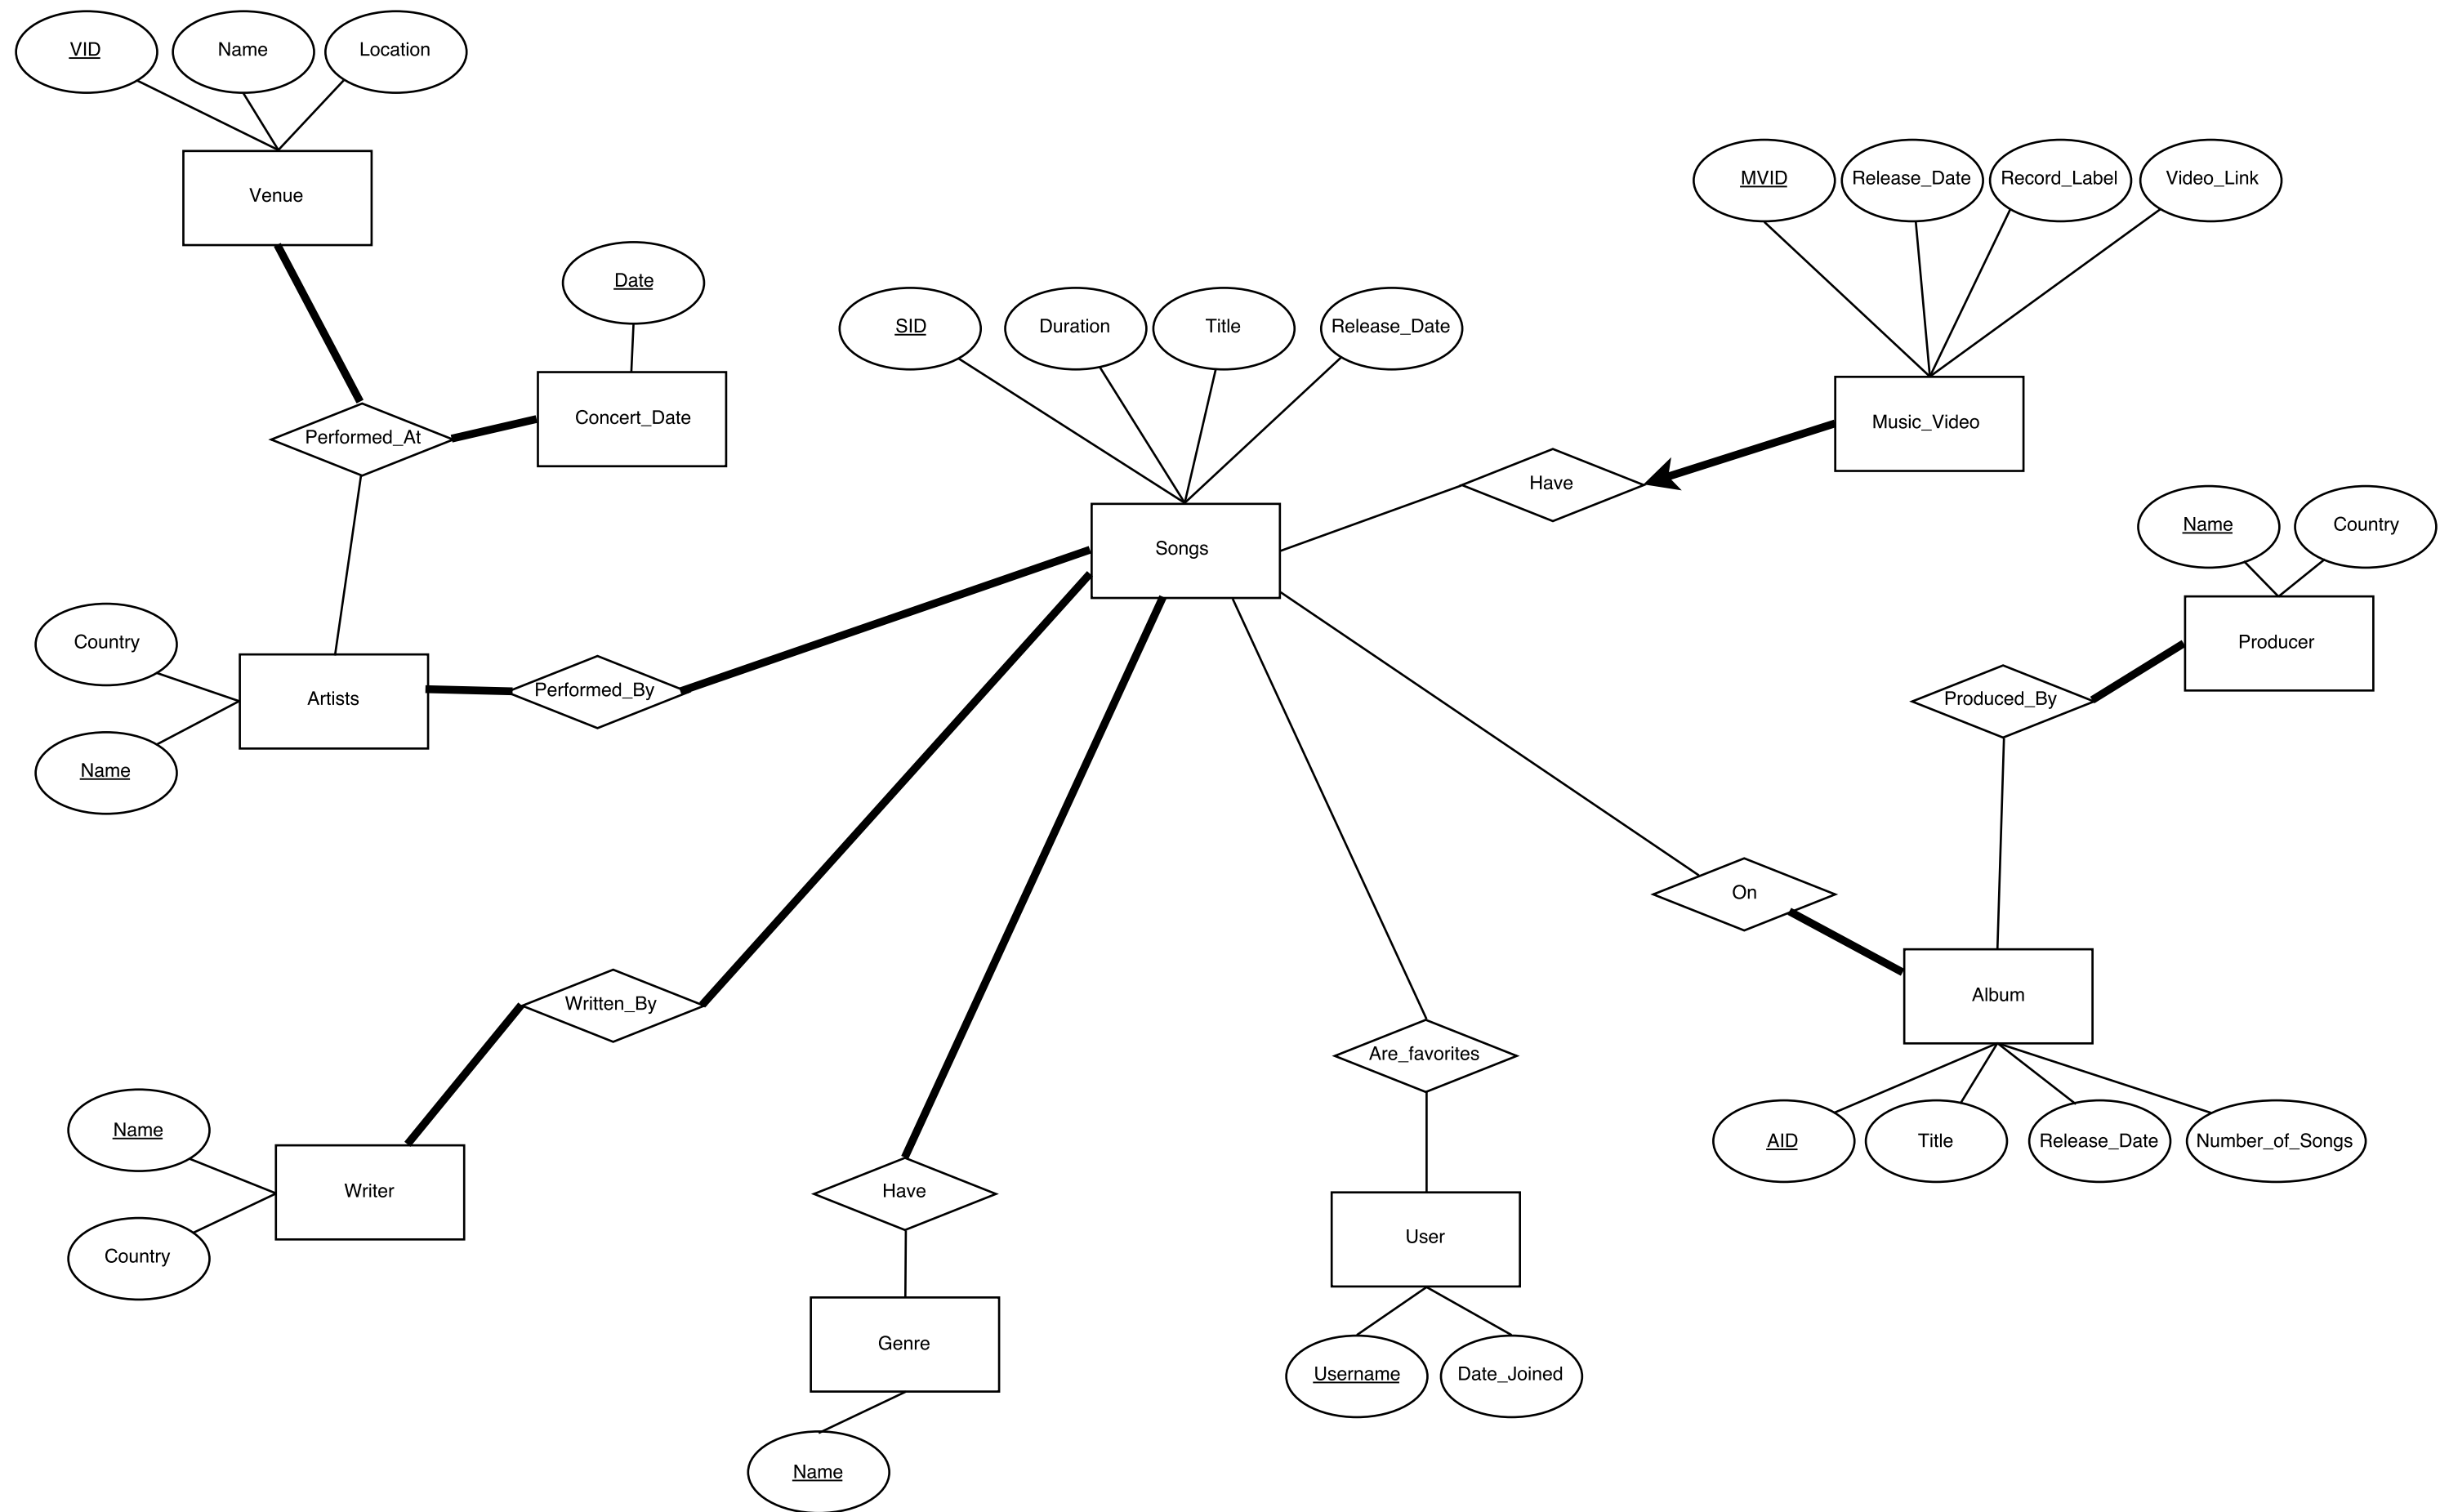 VID
Name
Location
Venue
MVID
Release_Date
Record_Label
Video_Link
Date
SID
Duration
Title
Release_Date
Concert_Date
Music_Video
Performed_At
Have
Name
Country
Songs
Country
Producer
Artists
Performed_By
Produced_By
Name
On
Written_By
Album
Are_favorites
Name
AID
Title
Release_Date
Number_of_Songs
Writer
Have
User
Country
Genre
Username
Date_Joined
Name